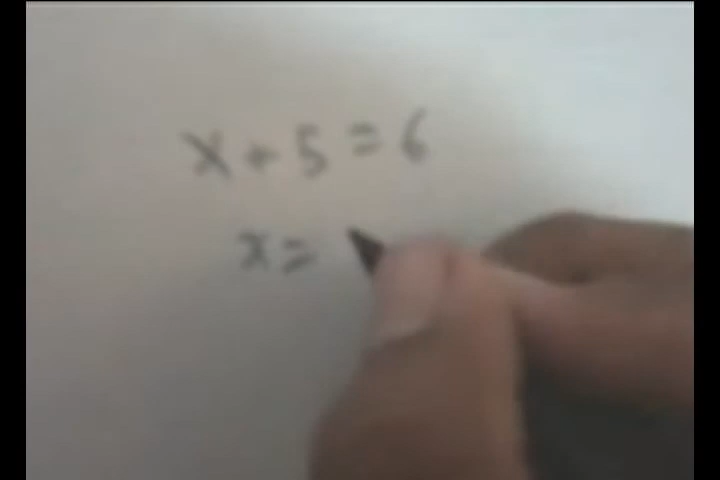 x + 5 = 6
x =